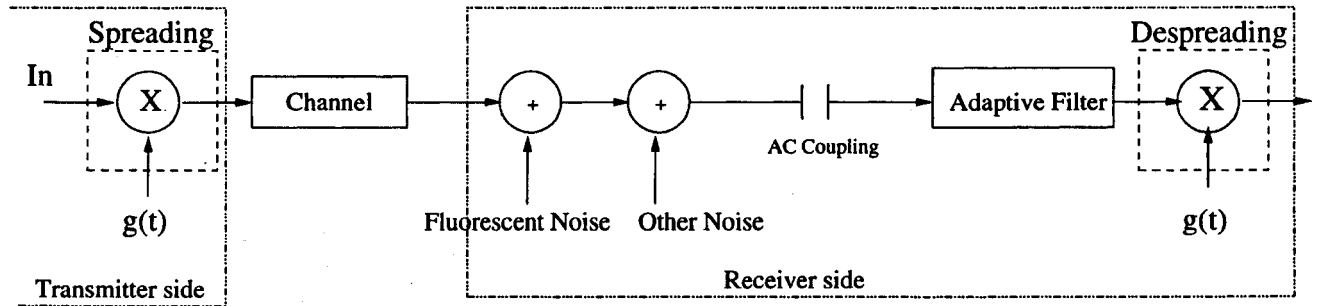 Spreading
Despreading
In
X
Channel
+
+
Adaptive Filter
X
AC Coupling
g(t)
Fluorescent Noise
Other Noise
g(t)
Transmitter side
Receiver side